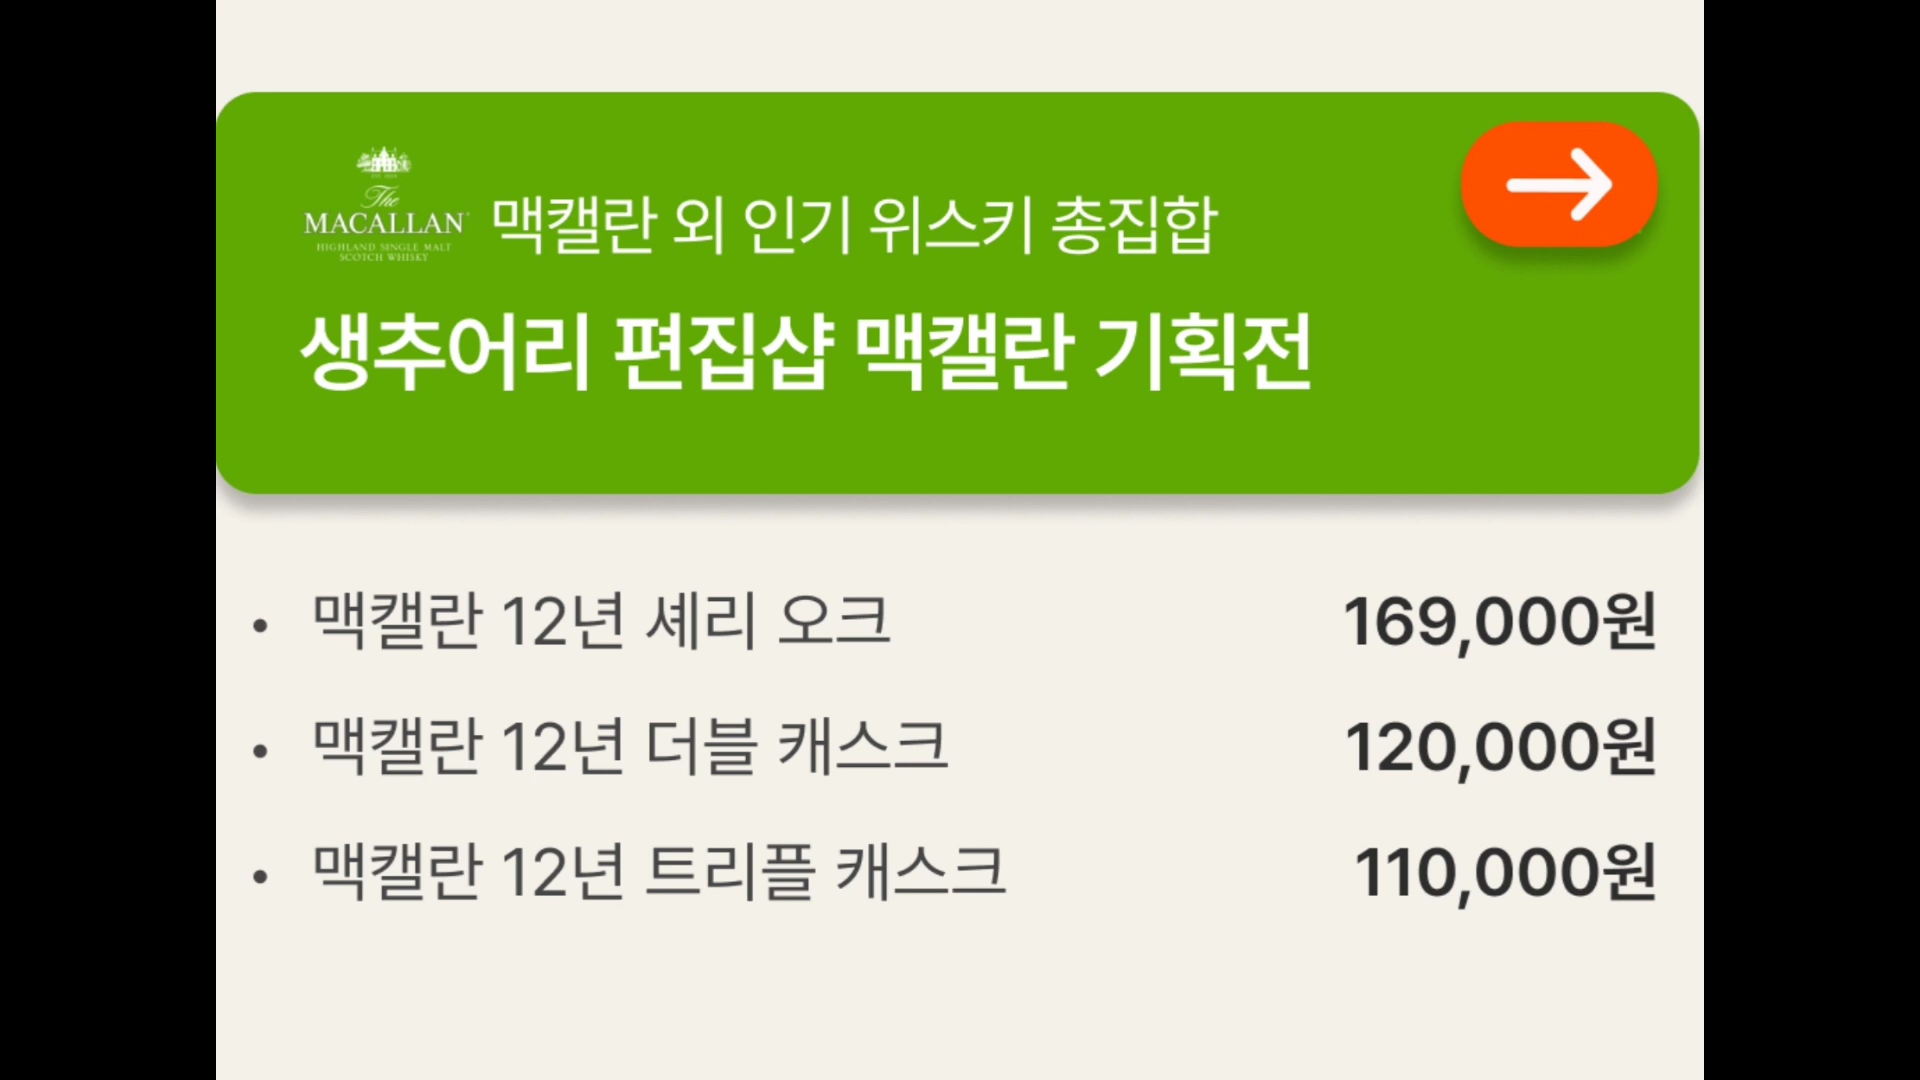 The
MACALLAN
HIGHLAND SINGLE MALT
SCOTCH WHISKY
맥캘란 외 인기 위스키 총집합
생추어리 편집샵 맥캘란 기획전
• 맥캘란 12년 셰리 오크 169,000원
• 맥캘란 12년 더블 캐스크 120,000원
• 맥캘란 12년 트리플 캐스크 110,000원